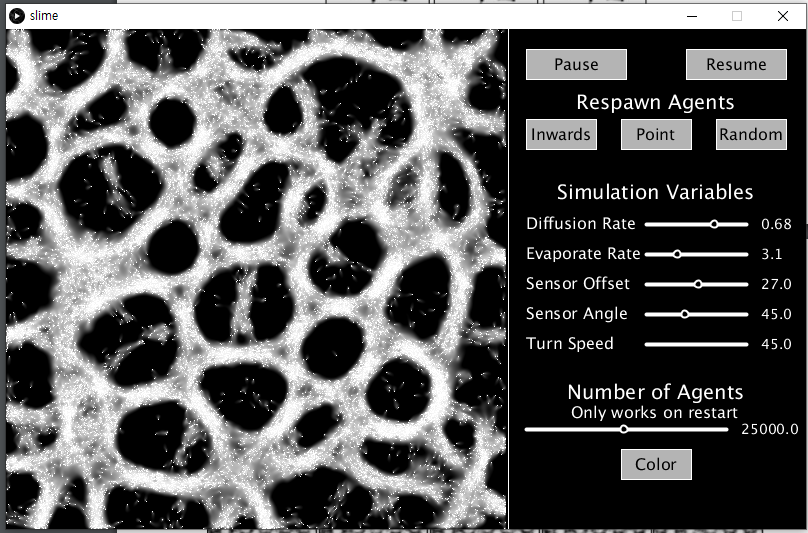 slime
Pause Resume
Respawn Agents
Inwards Point Random
Simulation Variables
Diffusion Rate 0.68
Evaporate Rate 3.1
Sensor Offset 27.0
Sensor Angle 45.0
Turn Speed 45.0
Number of Agents
Only works on restart
25000.0
Color